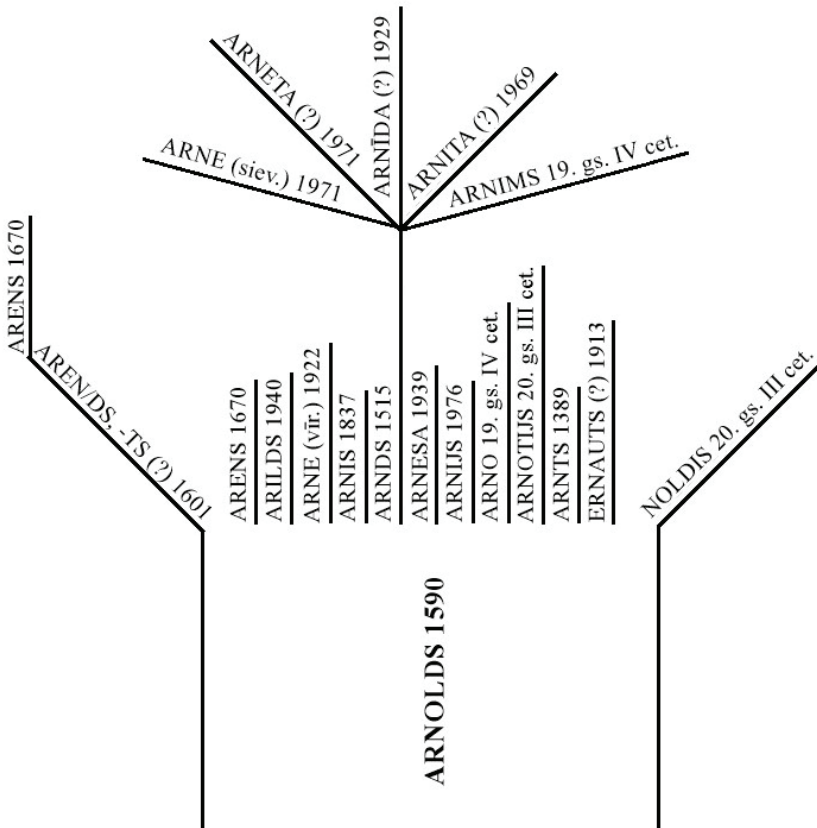 ARNE (siev.) 1971
ARNETA (?) 1971
ARNĪDA (?) 1929
ARNITA (?) 1969
ARNIMS 19. gs. IV cet.
ARENS 1670
AREN/DS, -TS (?) 1601
ARENS 1670
ARILDS 1940
ARNE (vīr.) 1922
ARNIS 1837
ARNDS 1515
ARNESA 1939
ARNIJS 1976
ARNO 19. gs. IV cet.
ARNOTIJS 20. gs. III cet.
ARNTS 1389
ERNAUTS (?) 1913
NOLDIS 20. gs. III cet.
ARNOLDS 1590